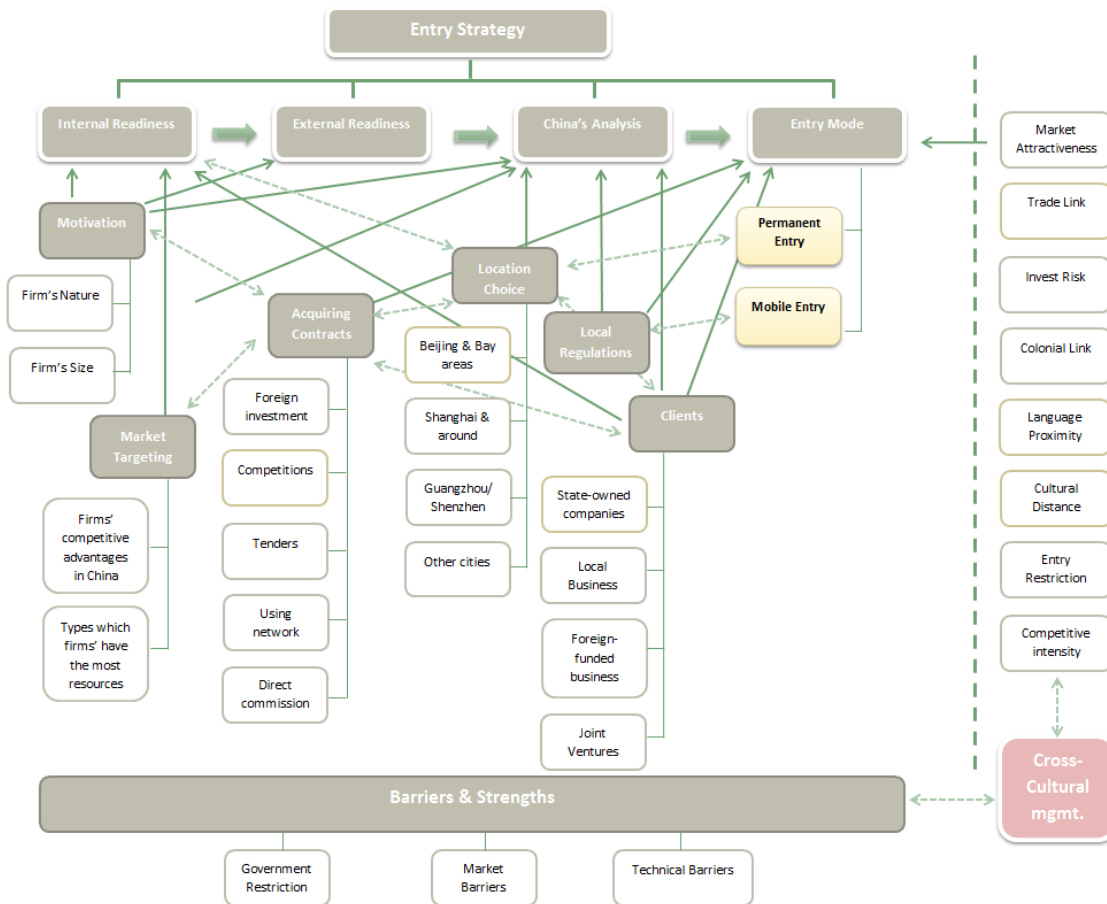 Entry Strategy
Internal Readiness
External Readiness
China's Analysis
Entry Mode
Market
Attractiveness
Trade Link
Invest Risk
Colonial Link
Language
Proximity
Cultural
Distance
Entry
Restriction
Competitive
intensity
Motivation
Firm's Nature
Firm's Size
Market
Targeting
Firms'
competitive
advantages
in China
Types which
firms' have
the most
resources
Acquiring
Contracts
Foreign
investment
Competitions
Tenders
Using
network
Direct
commission
Location
Choice
Beijing & Bay
areas
Shanghai &
around
Guangzhou/
Shenzhen
Other cities
Local
Regulations
Clients
State-owned
companies
Local
Business
Foreign-
funded
business
Joint
Ventures
Permanent
Entry
Mobile Entry
Cross-
Cultural
mgmt.
Barriers & Strengths
Government
Restriction
Market
Barriers
Technical Barriers